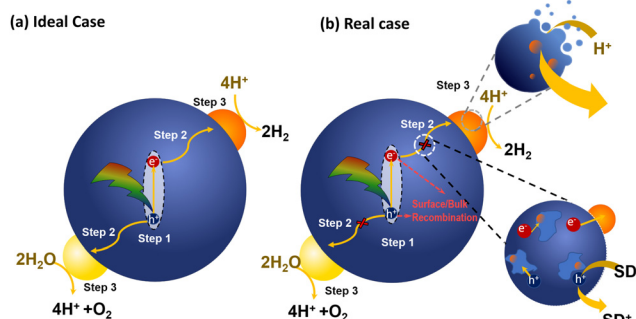 (a) Ideal Case
4H⁺
Step 3
Step 2
2H₂
e⁻
h⁺
Step 2
Step 1
2H₂O
Step 3
4H⁺ +O₂
(b) Real case
H⁺
Step 3
4H⁺
Step 2
2H₂
e⁻
h⁺
Surface/Bulk
Recombination
Step 2
Step 1
2H₂O
Step 3
4H⁺ +O₂
e⁻
e⁻
h⁺
h⁺
SD
SD⁺